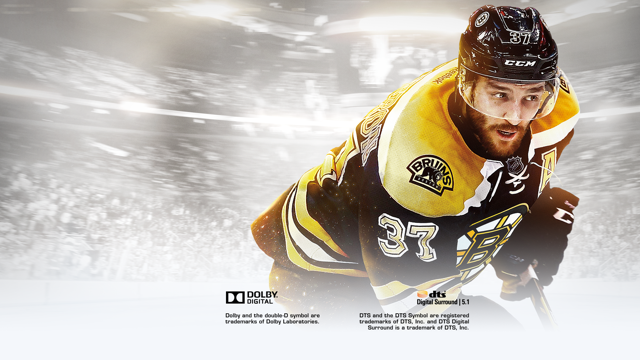 37
CCM
BRUINS
A
37
B
DOLBY
DIGITAL
dts
Digital Surround | 5.1
Dolby and the double-D symbol are
trademarks of Dolby Laboratories.
DTS and the DTS Symbol are registered
trademarks of DTS, Inc. and DTS Digital
Surround is a trademark of DTS, Inc.